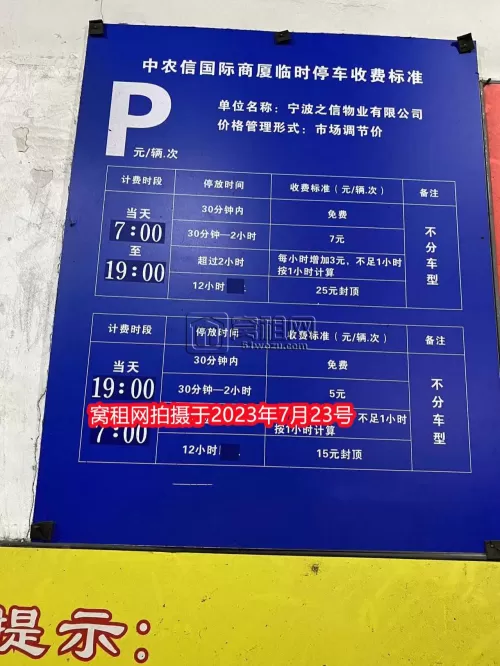 中农信国际商厦临时停车收费标准
P
单位名称：宁波之信物业有限公司
价格管理形式：市场调节价
元/辆.次
计费时段 停放时间 收费标准（元/辆.次） 备注
当天 7:00 至 19:00
30分钟内 免费
30分钟—2小时 7元
超过2小时 每小时增加3元，不足1小时
按1小时计算
12小时 25元封顶
不分车型
窝租网
51wozu.com
计费时段 停放时间 收费标准（元/辆.次） 备注
当天 19:00
7:00
30分钟内 免费
30分钟—2小时 5元
窝租网拍摄于2023年7月23号
不足1小时
按1小时计算
12小时 15元封顶
不分车型
提示：